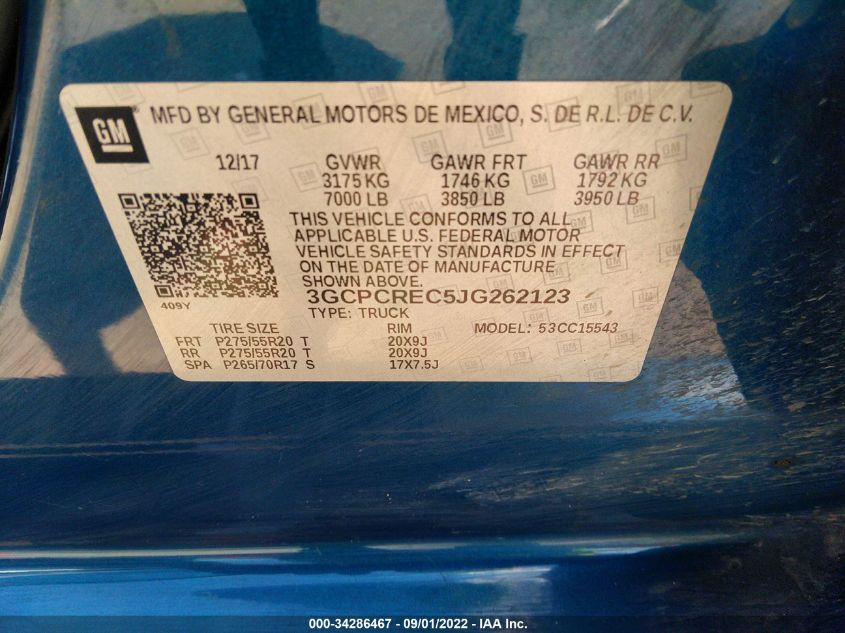 GM
MFD BY GENERAL MOTORS DE MEXICO, S. DE R.L. DE C.V.
12/17 GVWR GAWR FRT GAWR RR
3175 KG 1746 KG 1792 KG
7000 LB 3850 LB 3950 LB
THIS VEHICLE CONFORMS TO ALL
APPLICABLE U.S. FEDERAL MOTOR
VEHICLE SAFETY STANDARDS IN EFFECT
ON THE DATE OF MANUFACTURE
SHOWN ABOVE.
409Y
3GCPCREC5JG262123
TYPE: TRUCK MODEL: 53CC15543
TIRE SIZE RIM
FRT P275/55R20 T 20X9J
RR P275/55R20 T 20X9J
SPA P265/70R17 S 17X7.5J
000-34286467 - 09/01/2022 - IAA Inc.